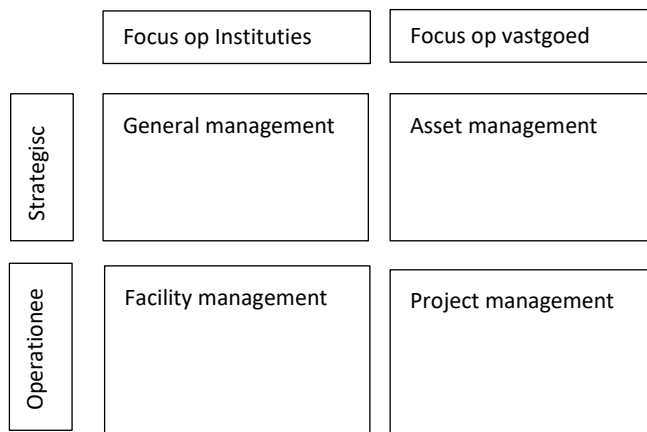 Focus op Instituties
Focus op vastgoed
Strategisc
General management
Asset management
Operationee
Facility management
Project management